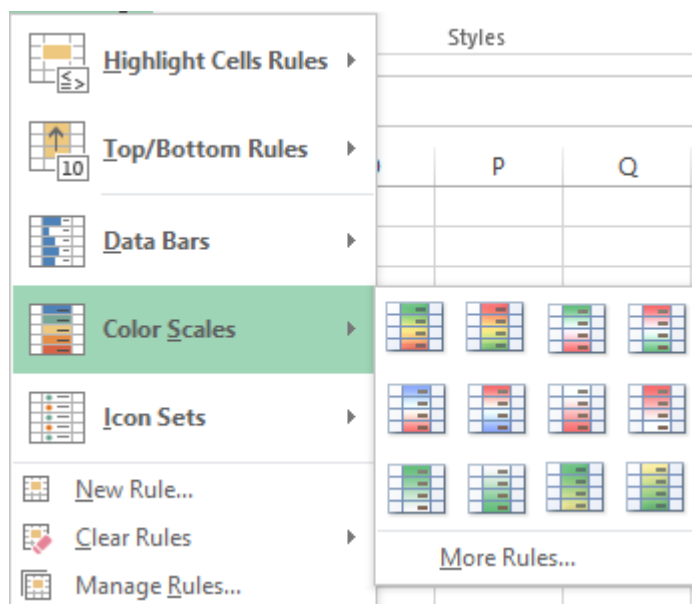 Styles
Highlight Cells Rules
≤ >
Top/Bottom Rules
10
P Q
Data Bars
Color Scales
Icon Sets
New Rule...
Clear Rules
More Rules...
Manage Rules...